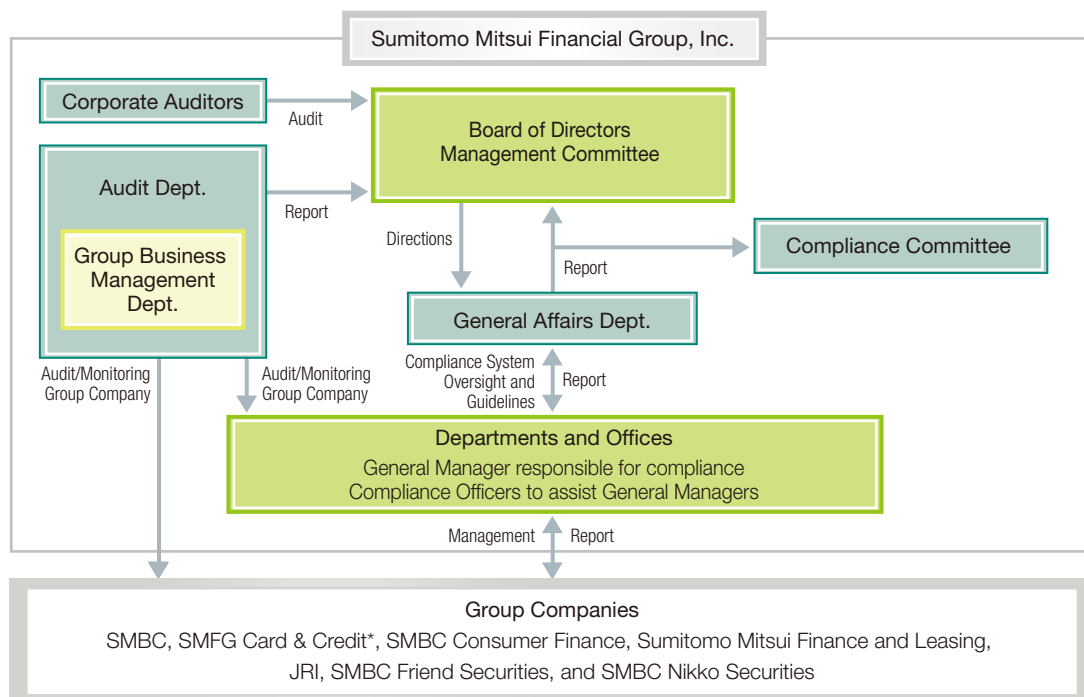 Sumitomo Mitsui Financial Group, Inc.
Corporate Auditors
Audit
Board of Directors
Management Committee
Audit Dept.
Report
Group Business
Management
Dept.
Directions
Report
Compliance Committee
General Affairs Dept.
Audit/Monitoring
Group Company
Audit/Monitoring
Group Company
Compliance System
Oversight and
Guidelines
Report
Departments and Offices
General Manager responsible for compliance
Compliance Officers to assist General Managers
Management
Report
Group Companies
SMBC, SMFG Card & Credit*, SMBC Consumer Finance, Sumitomo Mitsui Finance and Leasing,
JRI, SMBC Friend Securities, and SMBC Nikko Securities